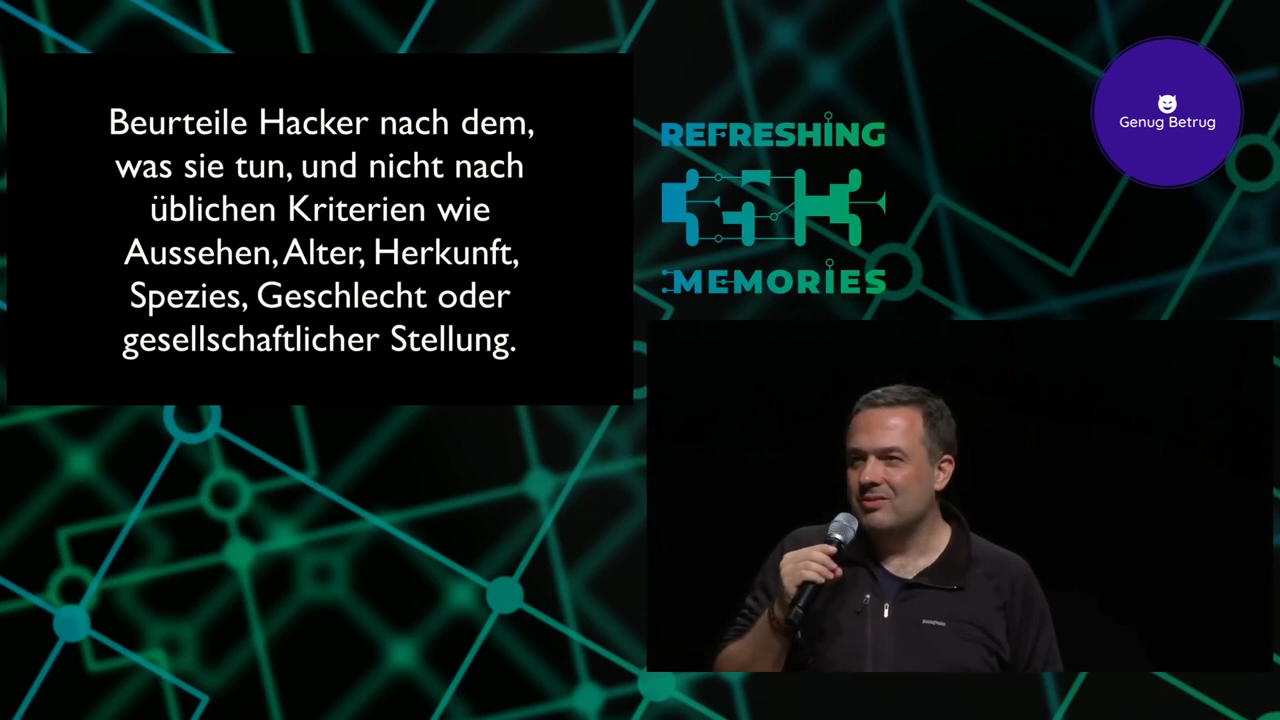 Beurteile Hacker nach dem,
was sie tun, und nicht nach
üblichen Kriterien wie
Aussehen, Alter, Herkunft,
Spezies, Geschlecht oder
gesellschaftlicher Stellung.
REFRESHING
MEMORIES
Genug Betrug
patagonia